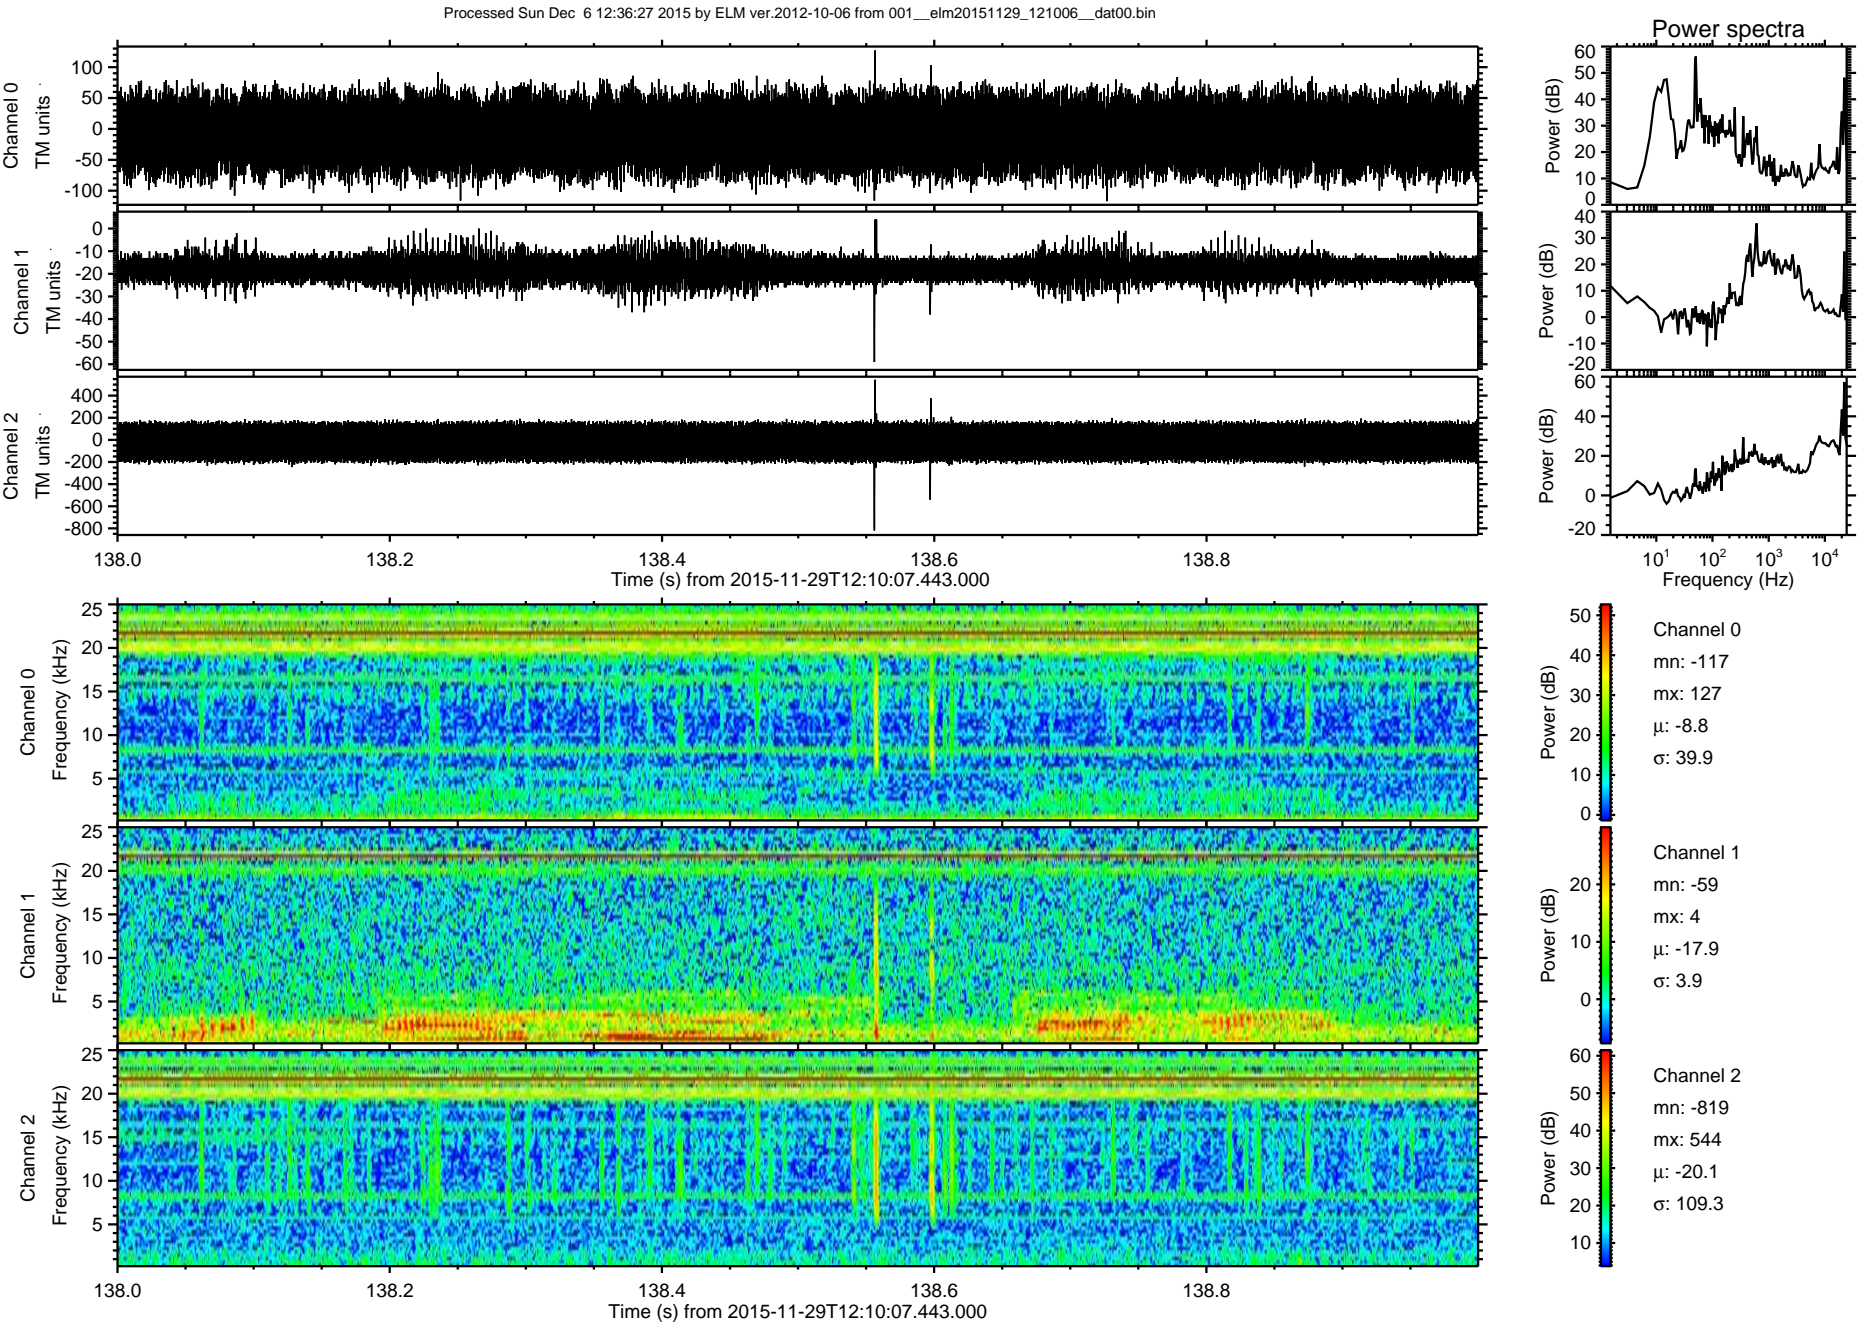 Processed Sun Dec 6 12:36:27 2015 by ELM ver.2012-10-06 from 001__elm20151129_121006__dat00.bin
Power spectra
Channel 0
TM units
100
50
0
-50
-100
Power (dB)
60
50
40
30
20
10
0
Channel 1
TM units
0
-10
-20
-30
-40
-50
-60
Power (dB)
40
30
20
10
0
-10
-20
Channel 2
TM units
400
200
0
-200
-400
-600
-800
Power (dB)
60
40
20
0
-20
138.0 138.2 138.4 138.6 138.8
Time (s) from 2015-11-29T12:10:07.443.000
10¹ 10² 10³ 10⁴
Frequency (Hz)
Channel 0
Frequency (kHz)
25
20
15
10
5
Power (dB)
50
40
30
20
10
0
Channel 0
mn: -117
mx: 127
μ: -8.8
σ: 39.9
Channel 1
Frequency (kHz)
25
20
15
10
5
Power (dB)
20
10
0
Channel 1
mn: -59
mx: 4
μ: -17.9
σ: 3.9
Channel 2
Frequency (kHz)
25
20
15
10
5
Power (dB)
60
50
40
30
20
10
Channel 2
mn: -819
mx: 544
μ: -20.1
σ: 109.3
138.0 138.2 138.4 138.6 138.8
Time (s) from 2015-11-29T12:10:07.443.000